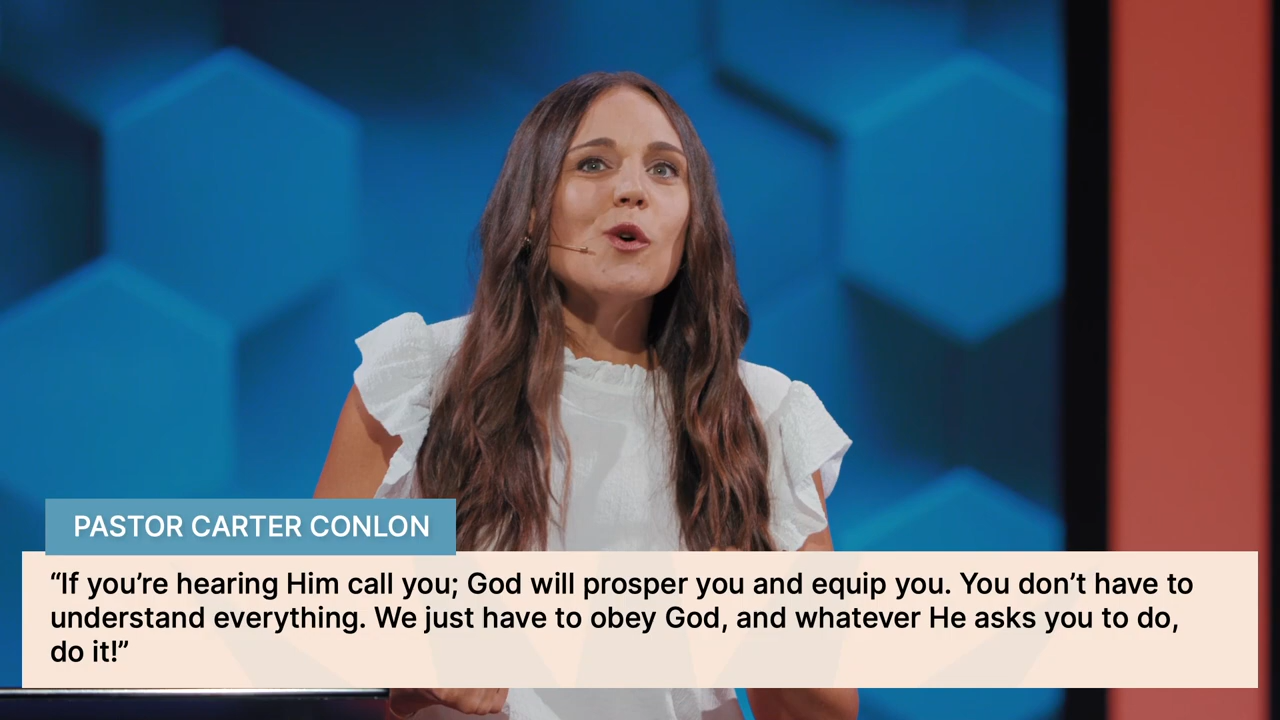 PASTOR CARTER CONLON
“If you’re hearing Him call you; God will prosper you and equip you. You don’t have to
understand everything. We just have to obey God, and whatever He asks you to do,
do it!”